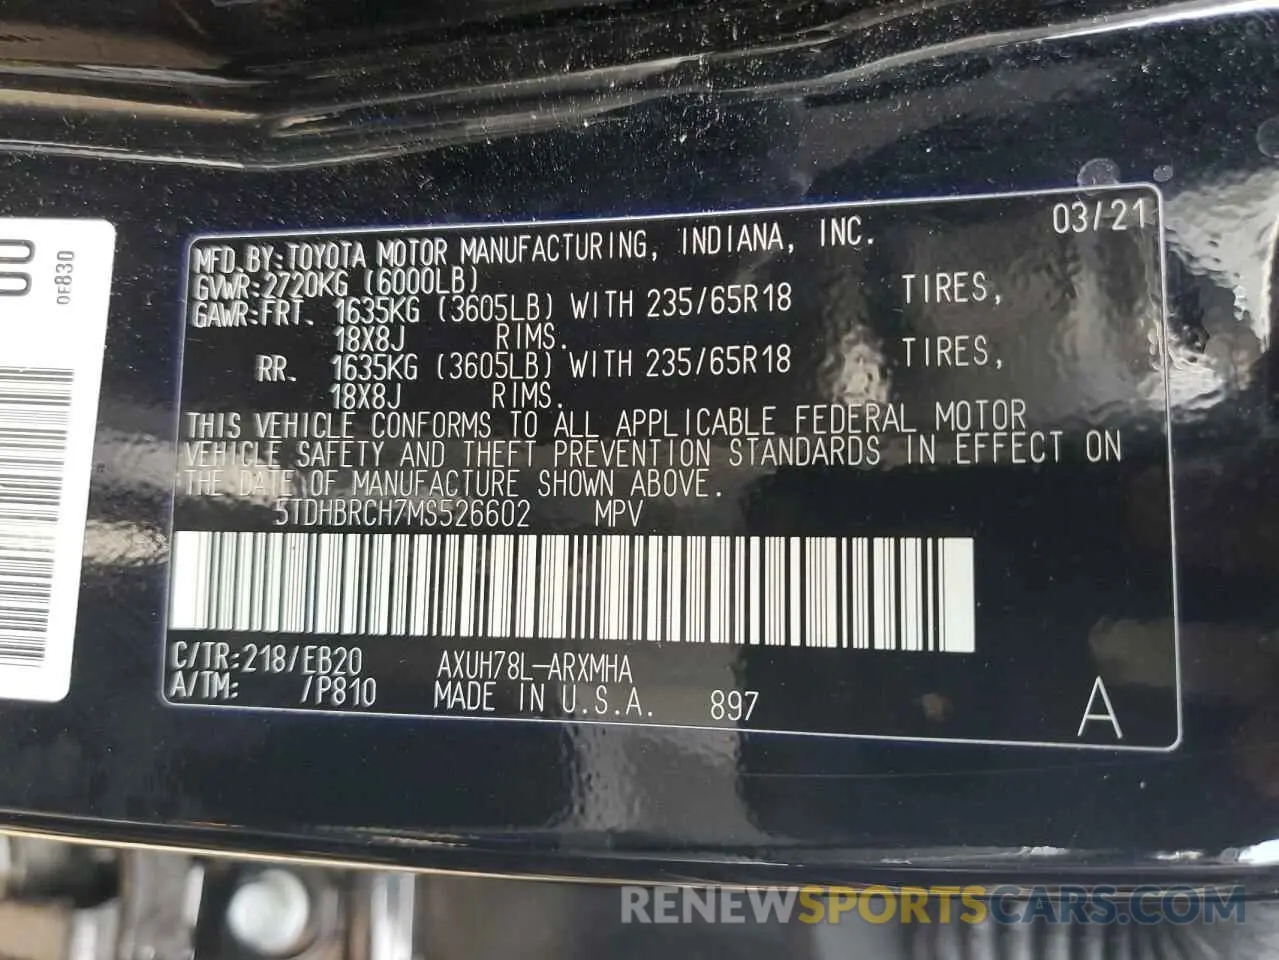 03/21
MFD.BY:TOYOTA MOTOR MANUFACTURING, INDIANA, INC.
GVWR:2720KG (6000LB)
GAWR:FRT. 1635KG (3605LB) WITH 235/65R18 TIRES,
18X8J RIMS.
RR. 1635KG (3605LB) WITH 235/65R18 TIRES,
18X8J RIMS.
THIS VEHICLE CONFORMS TO ALL APPLICABLE FEDERAL MOTOR
VEHICLE SAFETY AND THEFT PREVENTION STANDARDS IN EFFECT ON
THE DATE OF MANUFACTURE SHOWN ABOVE.
5TDHBRCH7MS526602 MPV
C/TR:218/EB20 AXUH78L-ARXMHA
A/TM: /P810 MADE IN U.S.A. 897 A
0E830
RENEWSPORTSCARS.COM